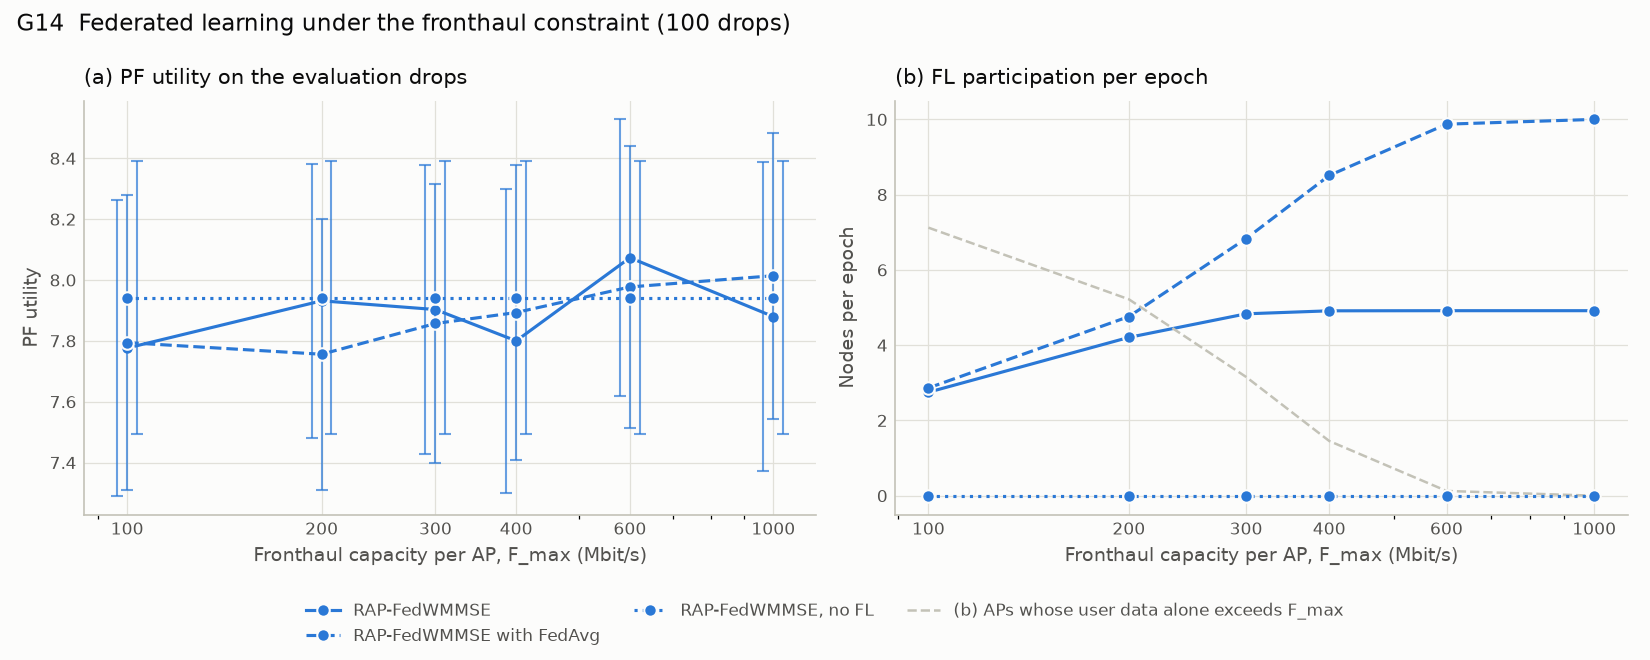 G14  Federated learning under the fronthaul constraint (100 drops)
(a) PF utility on the evaluation drops
PF utility
8.4
8.2
8.0
7.8
7.6
7.4
100
200
300
400
600
1000
Fronthaul capacity per AP, F_max (Mbit/s)
(b) FL participation per epoch
Nodes per epoch
10
8
6
4
2
0
100
200
300
400
600
1000
Fronthaul capacity per AP, F_max (Mbit/s)
RAP-FedWMMSE
RAP-FedWMMSE with FedAvg
RAP-FedWMMSE, no FL
(b) APs whose user data alone exceeds F_max